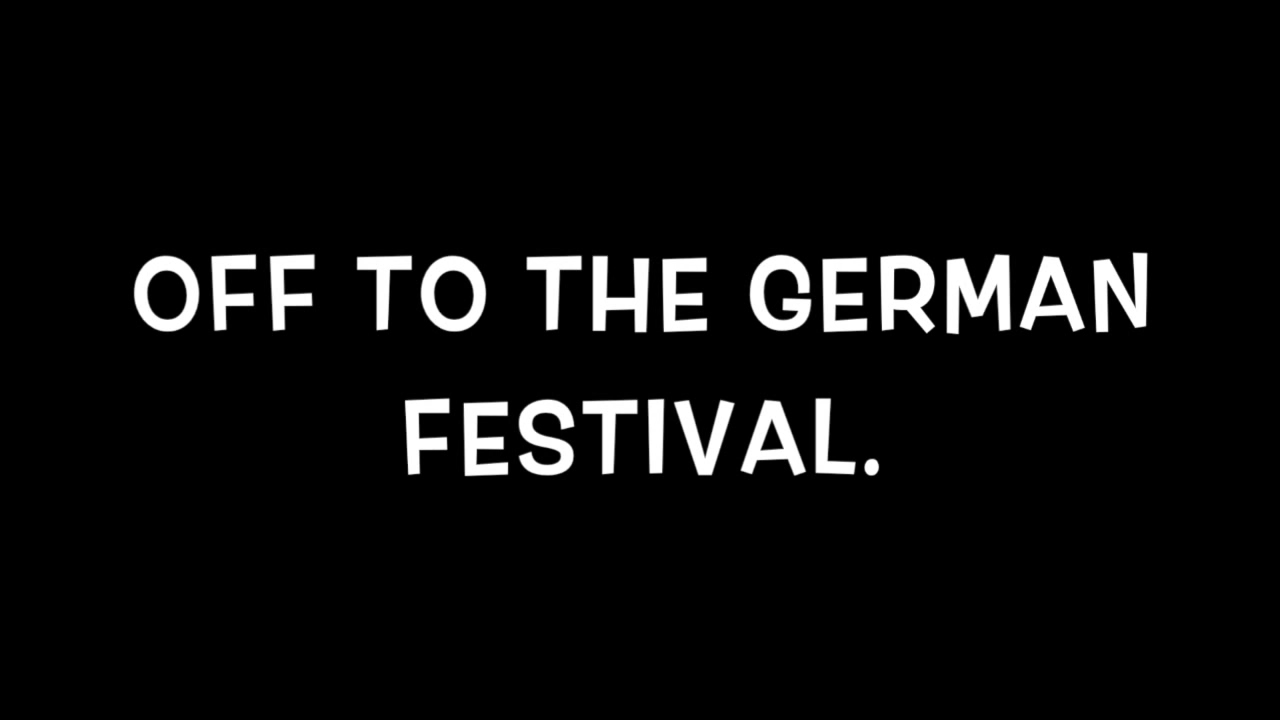 OFF TO THE GERMAN
FESTIVAL.